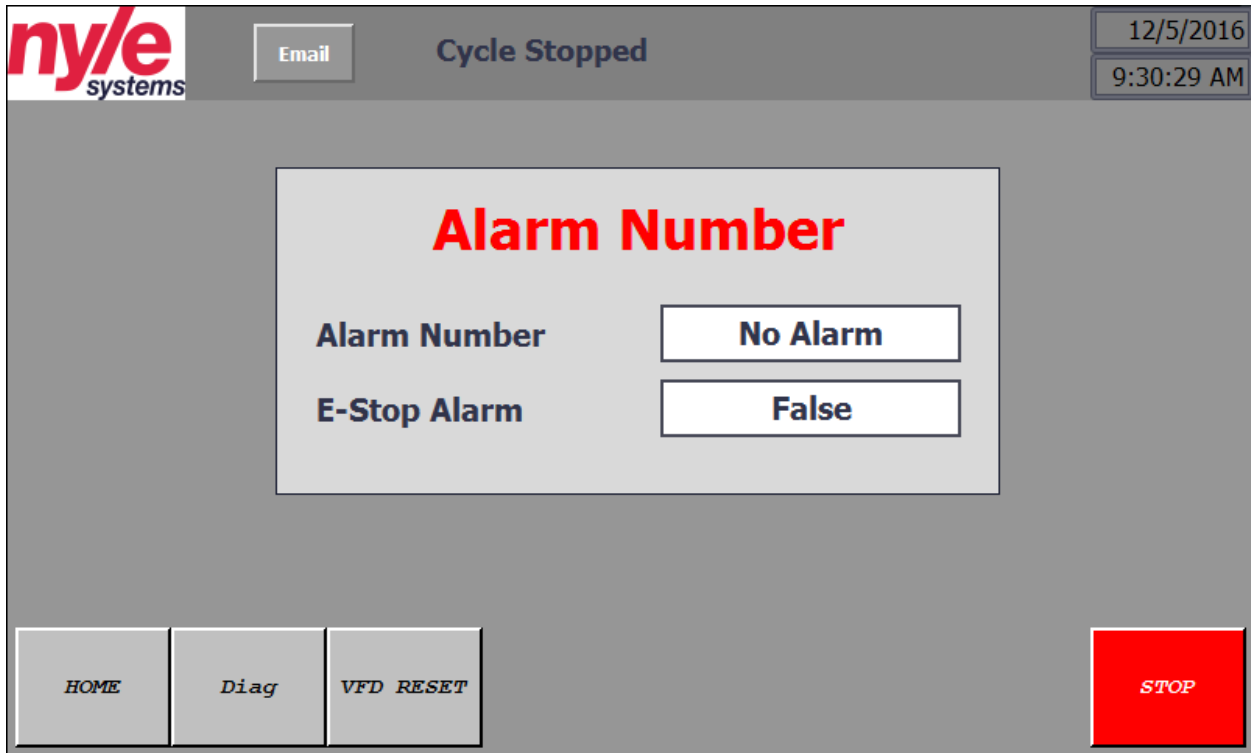 nyle
systems
Email
Cycle Stopped
12/5/2016
9:30:29 AM
Alarm Number
Alarm Number No Alarm
E-Stop Alarm False
HOME Diag VFD RESET STOP